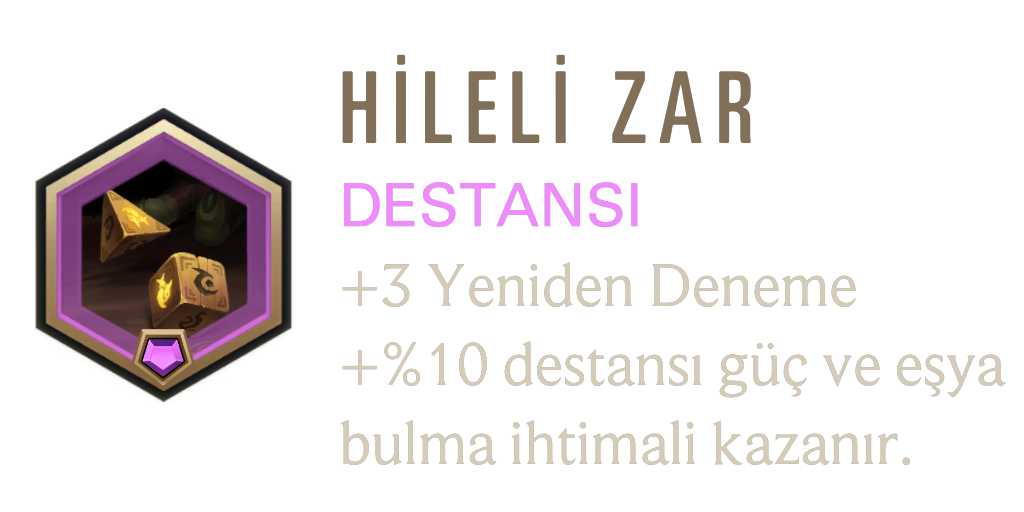 HİLELİ ZAR
DESTANSI
+3 Yeniden Deneme
+%10 destansı güç ve eşya
bulma ihtimali kazanır.